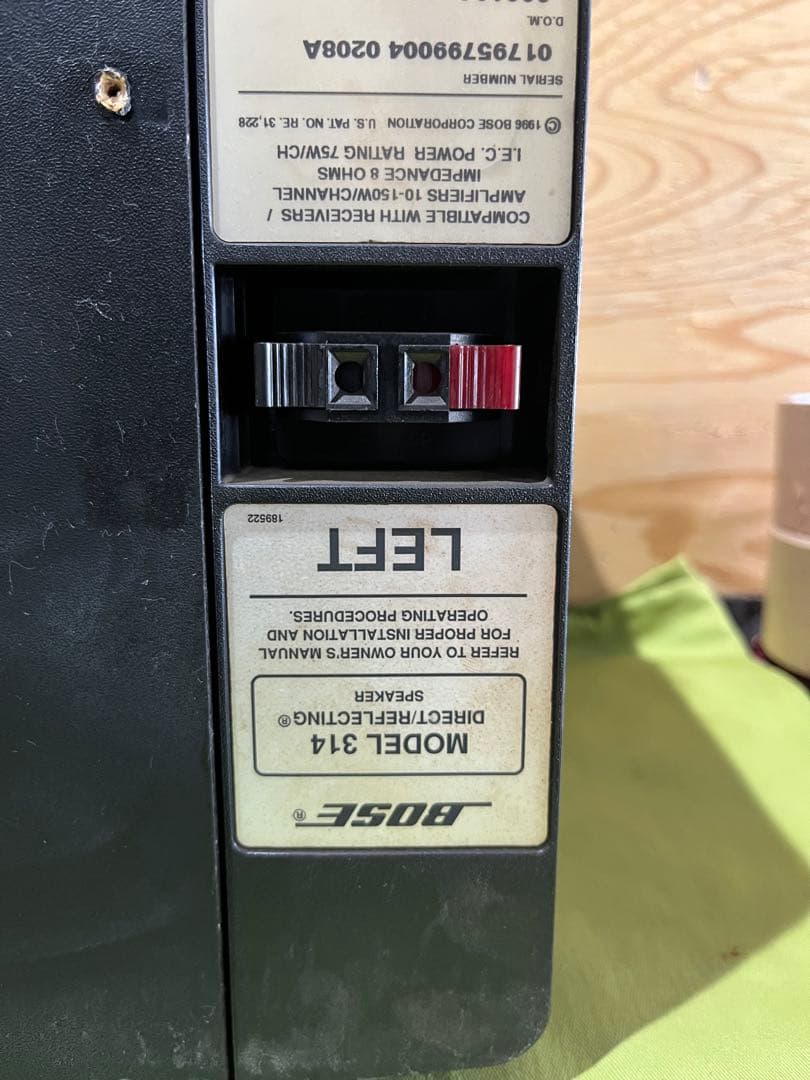 BOSE®
MODEL 314
DIRECT/REFLECTING®
SPEAKER
REFER TO YOUR OWNER'S MANUAL
FOR PROPER INSTALLATION AND
OPERATING PROCEDURES.
LEFT
189522
COMPATIBLE WITH RECEIVERS /
AMPLIFIERS 10-150W/CHANNEL
IMPEDANCE 8 OHMS
I.E.C. POWER RATING 75W/CH
© 1996 BOSE CORPORATION U.S. PAT. NO. RE. 31,228
SERIAL NUMBER
01795799004 0208A
D.O.M.